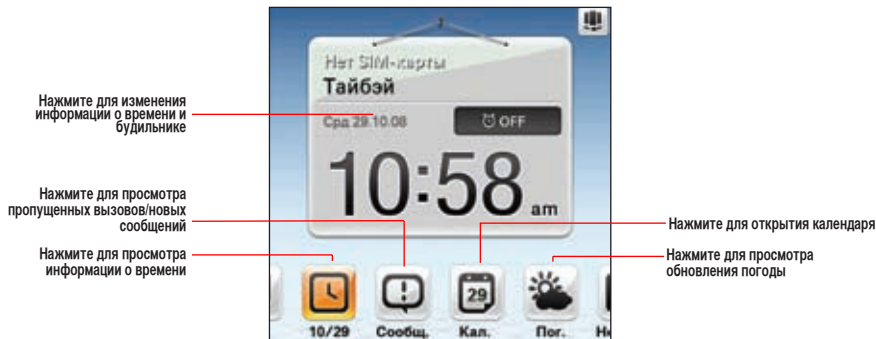 Нет SIM-карты
Тайбэй
Срд 29.10.08
OFF
10:58 am
Нажмите для изменения
информации о времени и
будильнике
Нажмите для просмотра
пропущенных вызовов/новых
сообщений
Нажмите для просмотра
информации о времени
Нажмите для открытия календаря
Нажмите для просмотра
обновления погоды
29
10/29 Сообщ. Кал. Пог.